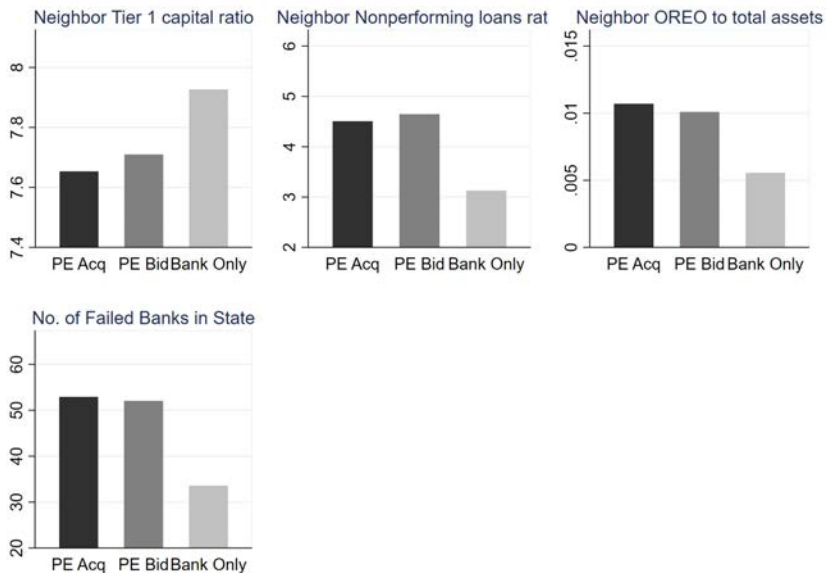 Neighbor Tier 1 capital ratio
8
7.8
7.6
7.4
PE Acq PE Bid Bank Only
Neighbor Nonperforming loans rat
6
5
4
3
2
PE Acq PE Bid Bank Only
Neighbor OREO to total assets
.015
.01
.005
0
PE Acq PE Bid Bank Only
No. of Failed Banks in State
60
50
40
30
20
PE Acq PE Bid Bank Only